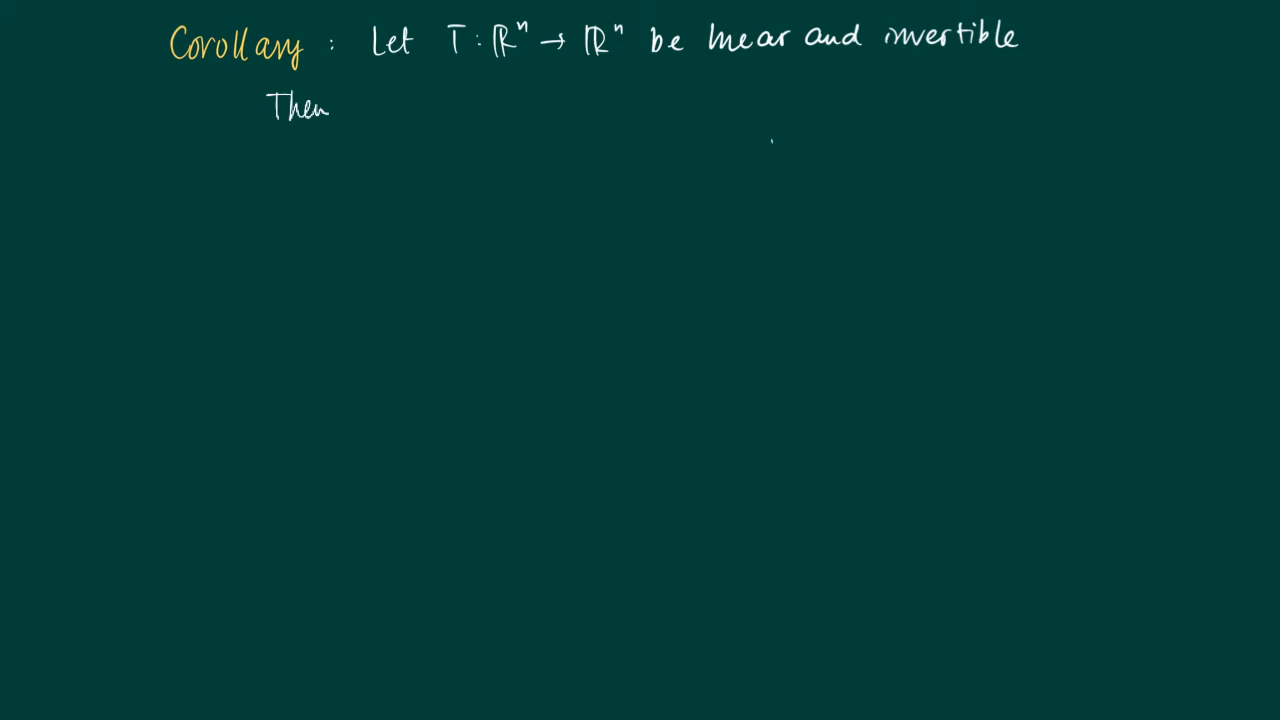 Corollary : Let T : ℝⁿ → ℝⁿ be linear and invertible
Then